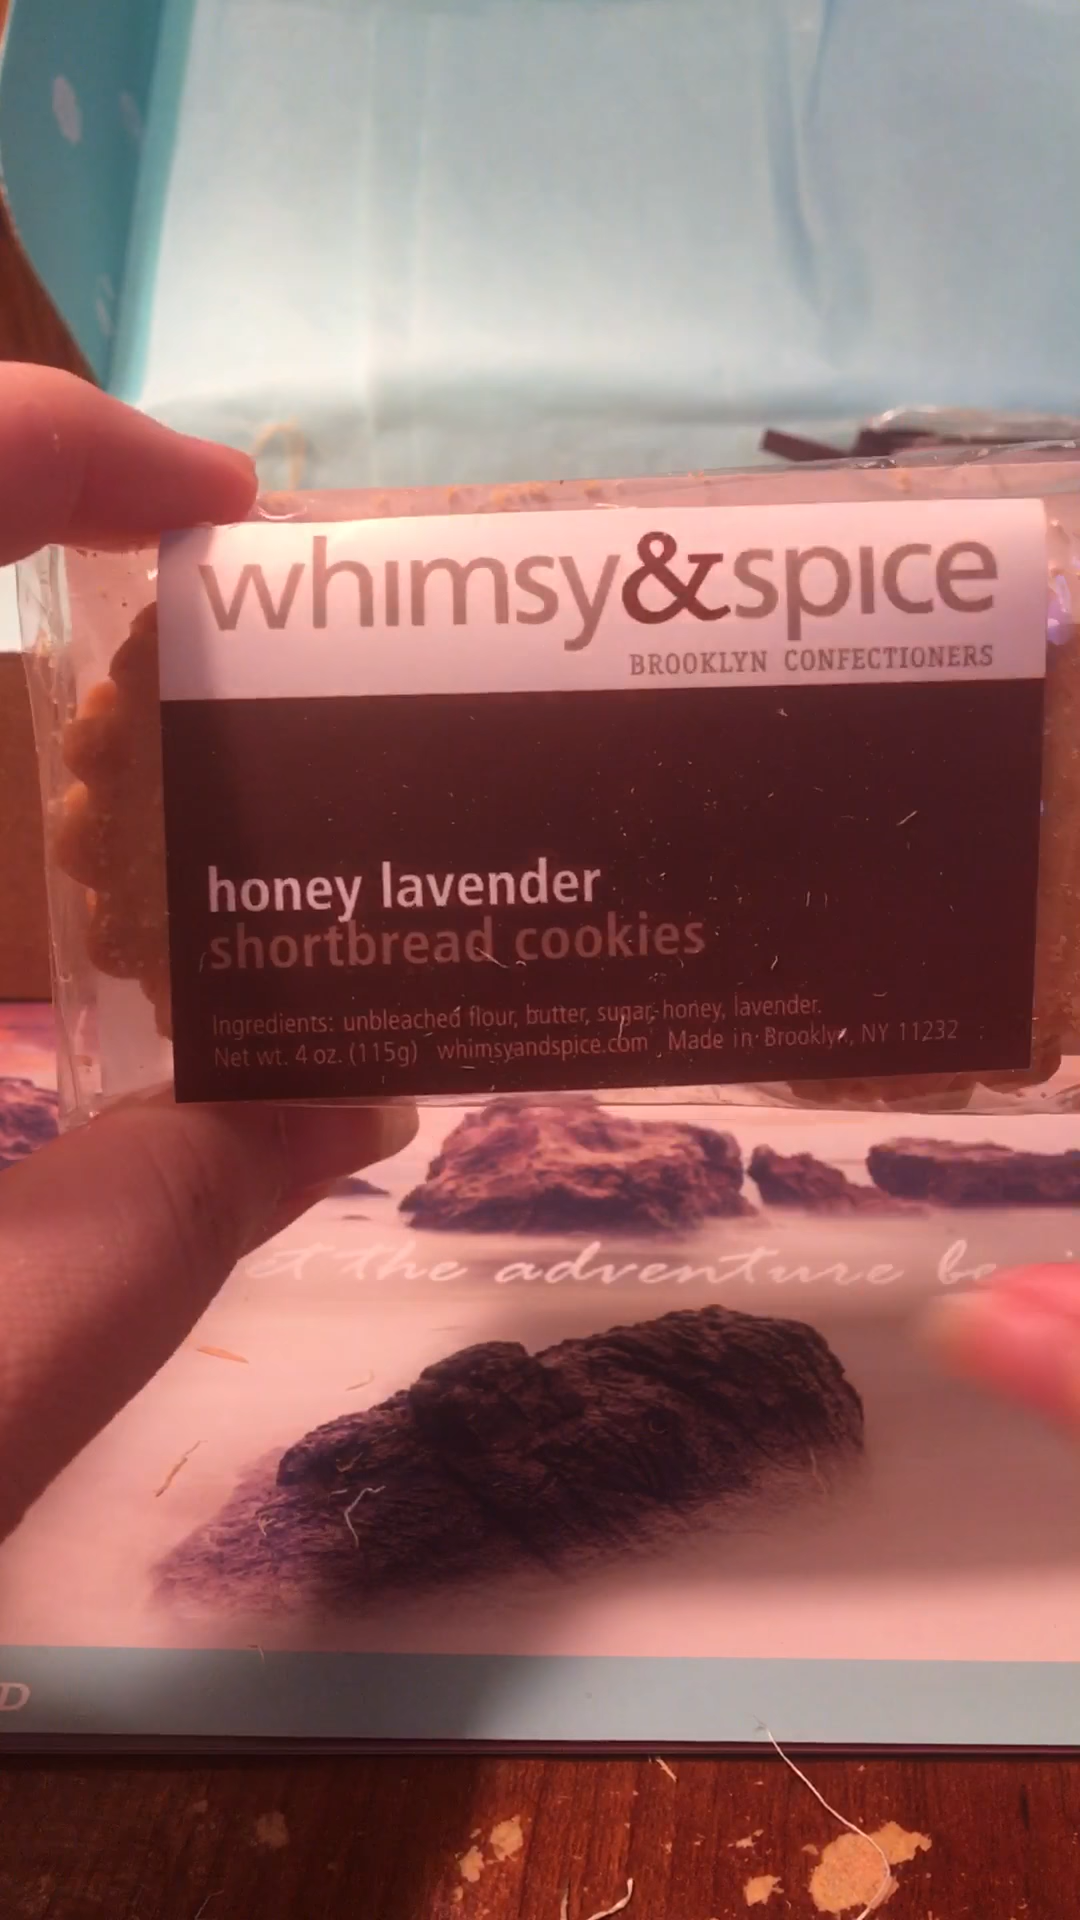 whimsy&spice
BROOKLYN CONFECTIONERS
honey lavender
shortbread cookies
Ingredients: unbleached flour, butter, sugar, honey, lavender.
Net wt. 4 oz. (115g) whimsyandspice.com Made in Brooklyn, NY 11232
the adventure
D